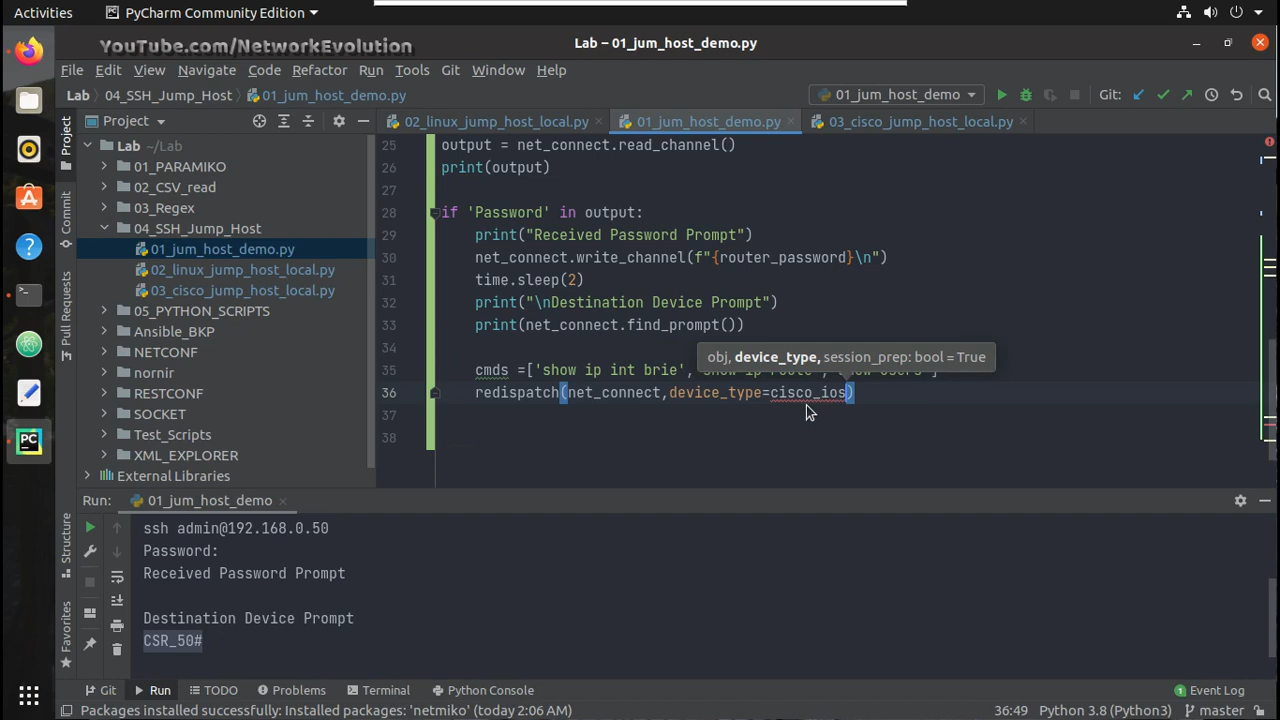 Activities
PyCharm Community Edition
YouTube.com/NetworkEvolution
Lab – 01_jum_host_demo.py
File Edit View Navigate Code Refactor Run Tools Git Window Help
Lab 04_SSH_Jump_Host 01_jum_host_demo.py
01_jum_host_demo
Git:
Project
02_linux_jump_host_local.py
01_jum_host_demo.py
03_cisco_jump_host_local.py
Lab ~/Lab
01_PARAMIKO
02_CSV_read
03_Regex
04_SSH_Jump_Host
01_jum_host_demo.py
02_linux_jump_host_local.py
03_cisco_jump_host_local.py
05_PYTHON_SCRIPTS
Ansible_BKP
NETCONF
nornir
RESTCONF
SOCKET
Test_Scripts
XML_EXPLORER
External Libraries
Project
Commit
Pull Requests
Structure
Favorites
25 output = net_connect.read_channel()
26 print(output)
27
28 if 'Password' in output:
29 print("Received Password Prompt")
30 net_connect.write_channel(f"{router_password}\n")
31 time.sleep(2)
32 print("\nDestination Device Prompt")
33 print(net_connect.find_prompt())
34
obj, device_type, session_prep: bool = True
35 cmds =['show ip int brie','show ip route','show users']
36 redispatch(net_connect,device_type=cisco_ios)
37
38
Run: 01_jum_host_demo
ssh admin@192.168.0.50
Password:
Received Password Prompt
Destination Device Prompt
CSR_50#
Git Run TODO Problems Terminal Python Console
1 Event Log
Packages installed successfully: Installed packages: 'netmiko' (today 2:06 AM)
36:49 Python 3.8 (Python3) master